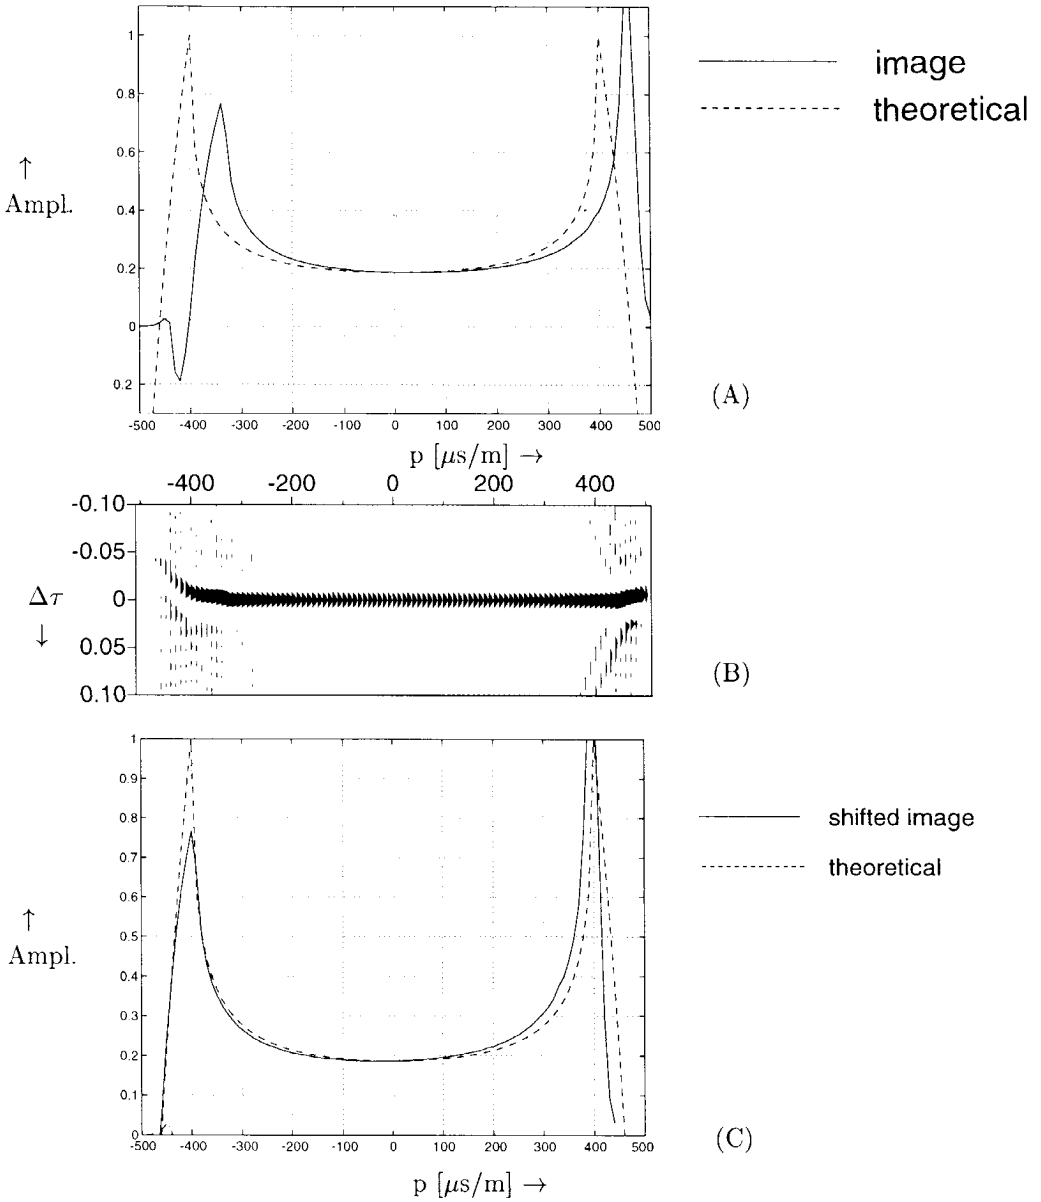 1
0.8
0.6
0.4
0.2
0
0.2
↑
Ampl.
-500 -400 -300 -200 -100 0 100 200 300 400 500
p [μs/m] →
image
theoretical
(A)
-400 -200 0 200 400
-0.10
-0.05
0
0.05
0.10
Δτ
↓
(B)
1
0.9
0.8
0.7
0.6
0.5
0.4
0.3
0.2
0.1
0
↑
Ampl.
-500 -400 -300 -200 -100 0 100 200 300 400 500
p [μs/m] →
shifted image
theoretical
(C)